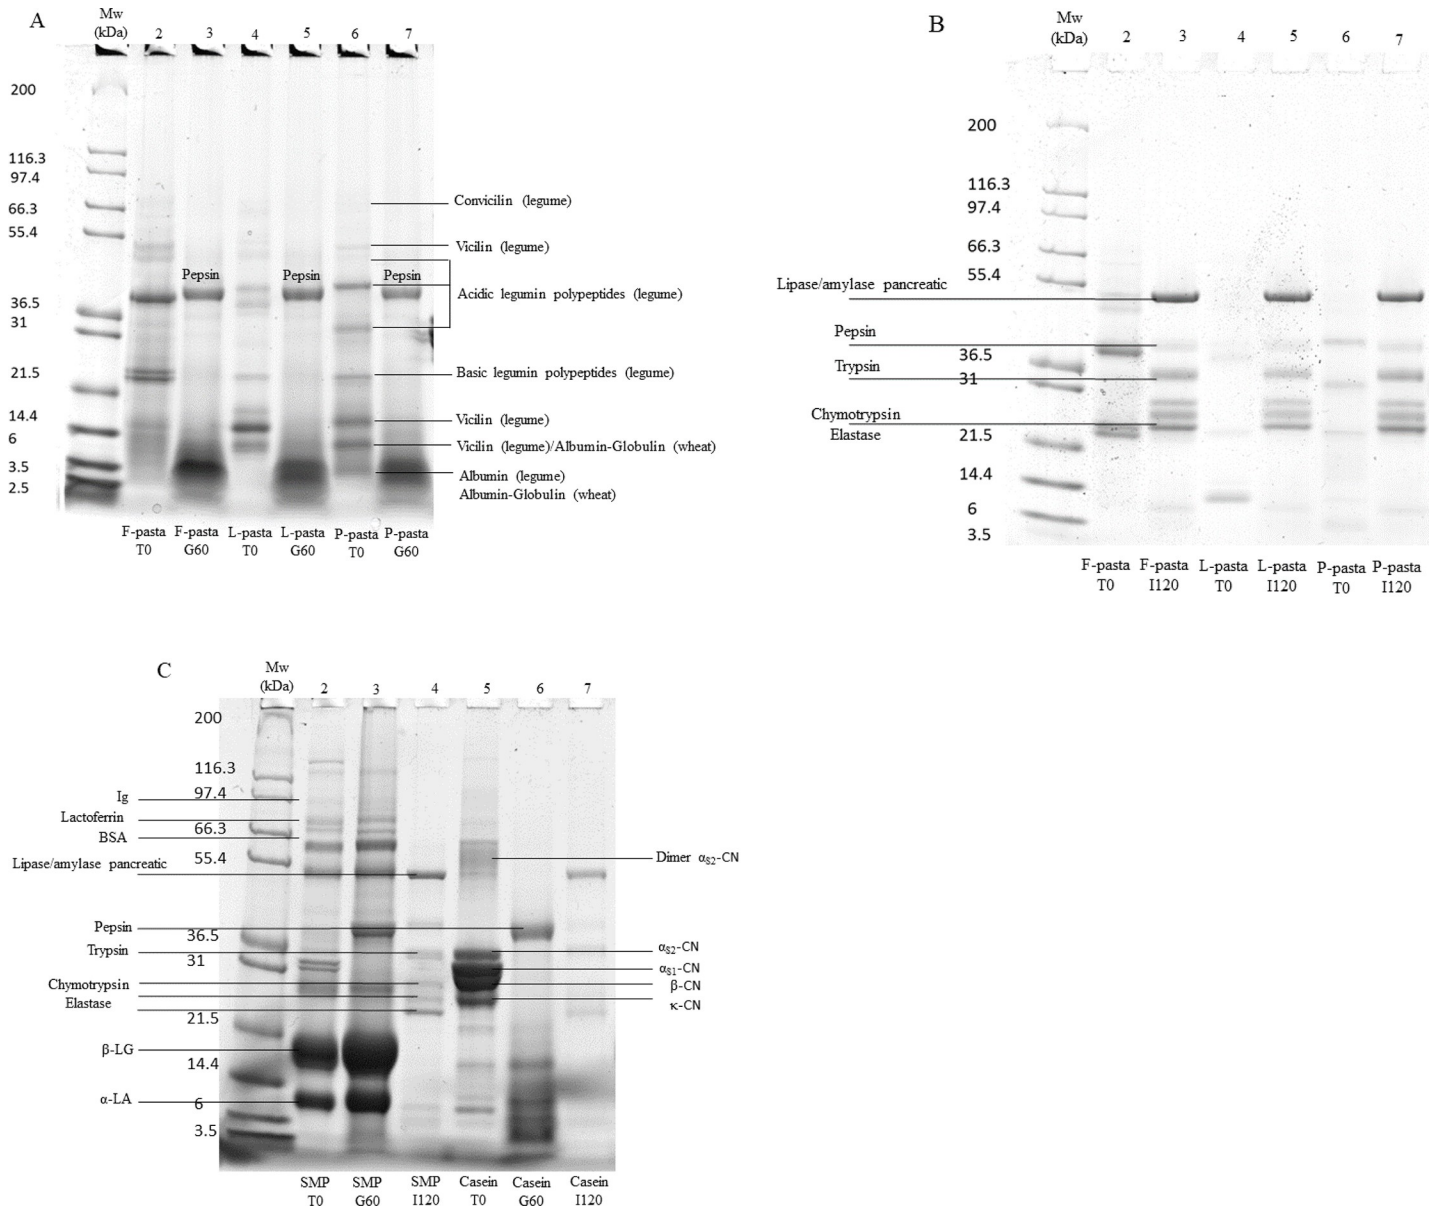 A
Mw
(kDa)
2 3 4 5 6 7
200
116.3
97.4
66.3
55.4
36.5
31
21.5
14.4
6
3.5
2.5
Pepsin Pepsin Pepsin
Convicilin (legume)
Vicilin (legume)
Acidic legumin polypeptides (legume)
Basic legumin polypeptides (legume)
Vicilin (legume)
Vicilin (legume)/Albumin-Globulin (wheat)
Albumin (legume)
Albumin-Globulin (wheat)
F-pasta F-pasta L-pasta L-pasta P-pasta P-pasta
T0 G60 T0 G60 T0 G60
B
Mw
(kDa)
2 3 4 5 6 7
200
116.3
97.4
66.3
55.4
Lipase/amylase pancreatic
Pepsin
36.5
Trypsin
31
Chymotrypsin
Elastase
21.5
14.4
6
3.5
F-pasta F-pasta L-pasta L-pasta P-pasta P-pasta
T0 I120 T0 I120 T0 I120
C
Mw
(kDa)
2 3 4 5 6 7
200
116.3
97.4
Ig
Lactoferrin
66.3
BSA
55.4
Lipase/amylase pancreatic
Pepsin
36.5
Trypsin
31
Chymotrypsin
Elastase
21.5
β-LG
14.4
α-LA
6
3.5
Dimer αS2-CN
αS2-CN
αS1-CN
β-CN
κ-CN
SMP SMP SMP Casein Casein Casein
T0 G60 I120 T0 G60 I120